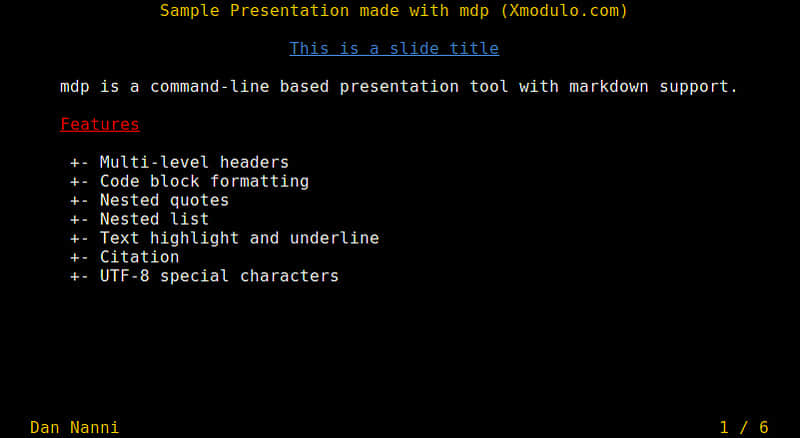 Sample Presentation made with mdp (Xmodulo.com)
This is a slide title
mdp is a command-line based presentation tool with markdown support.
Features
+- Multi-level headers
+- Code block formatting
+- Nested quotes
+- Nested list
+- Text highlight and underline
+- Citation
+- UTF-8 special characters
Dan Nanni 1 / 6